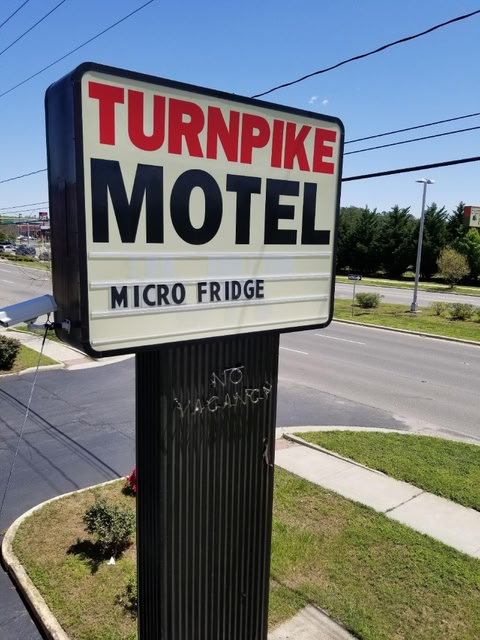 TURNPIKE
MOTEL
MICRO FRIDGE
NO
VACANCY